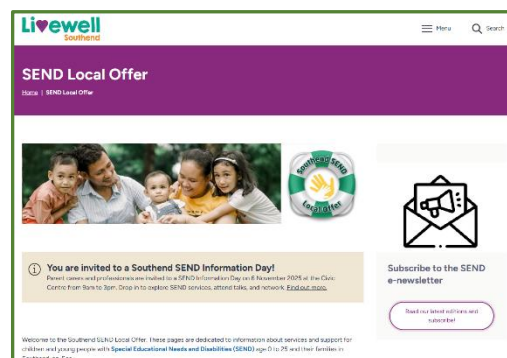 Livewell
Southend
Menu
Search
SEND Local Offer
Home | SEND Local Offer
Southend SEND
Local Offer
You are invited to a Southend SEND Information Day!
Parent carers and professionals are invited to a SEND Information Day on 6 November 2025 at the Civic
Centre from 9am to 3pm. Drop in to explore SEND services, attend talks, and network. Find out more.
Subscribe to the SEND
e-newsletter
Read our latest editions and
subscribe!
Welcome to the Southend SEND Local Offer. These pages are dedicated to information about services and support for
children and young people with Special Educational Needs and Disabilities (SEND) age 0 to 25 and their families in
Southend-on-Sea.